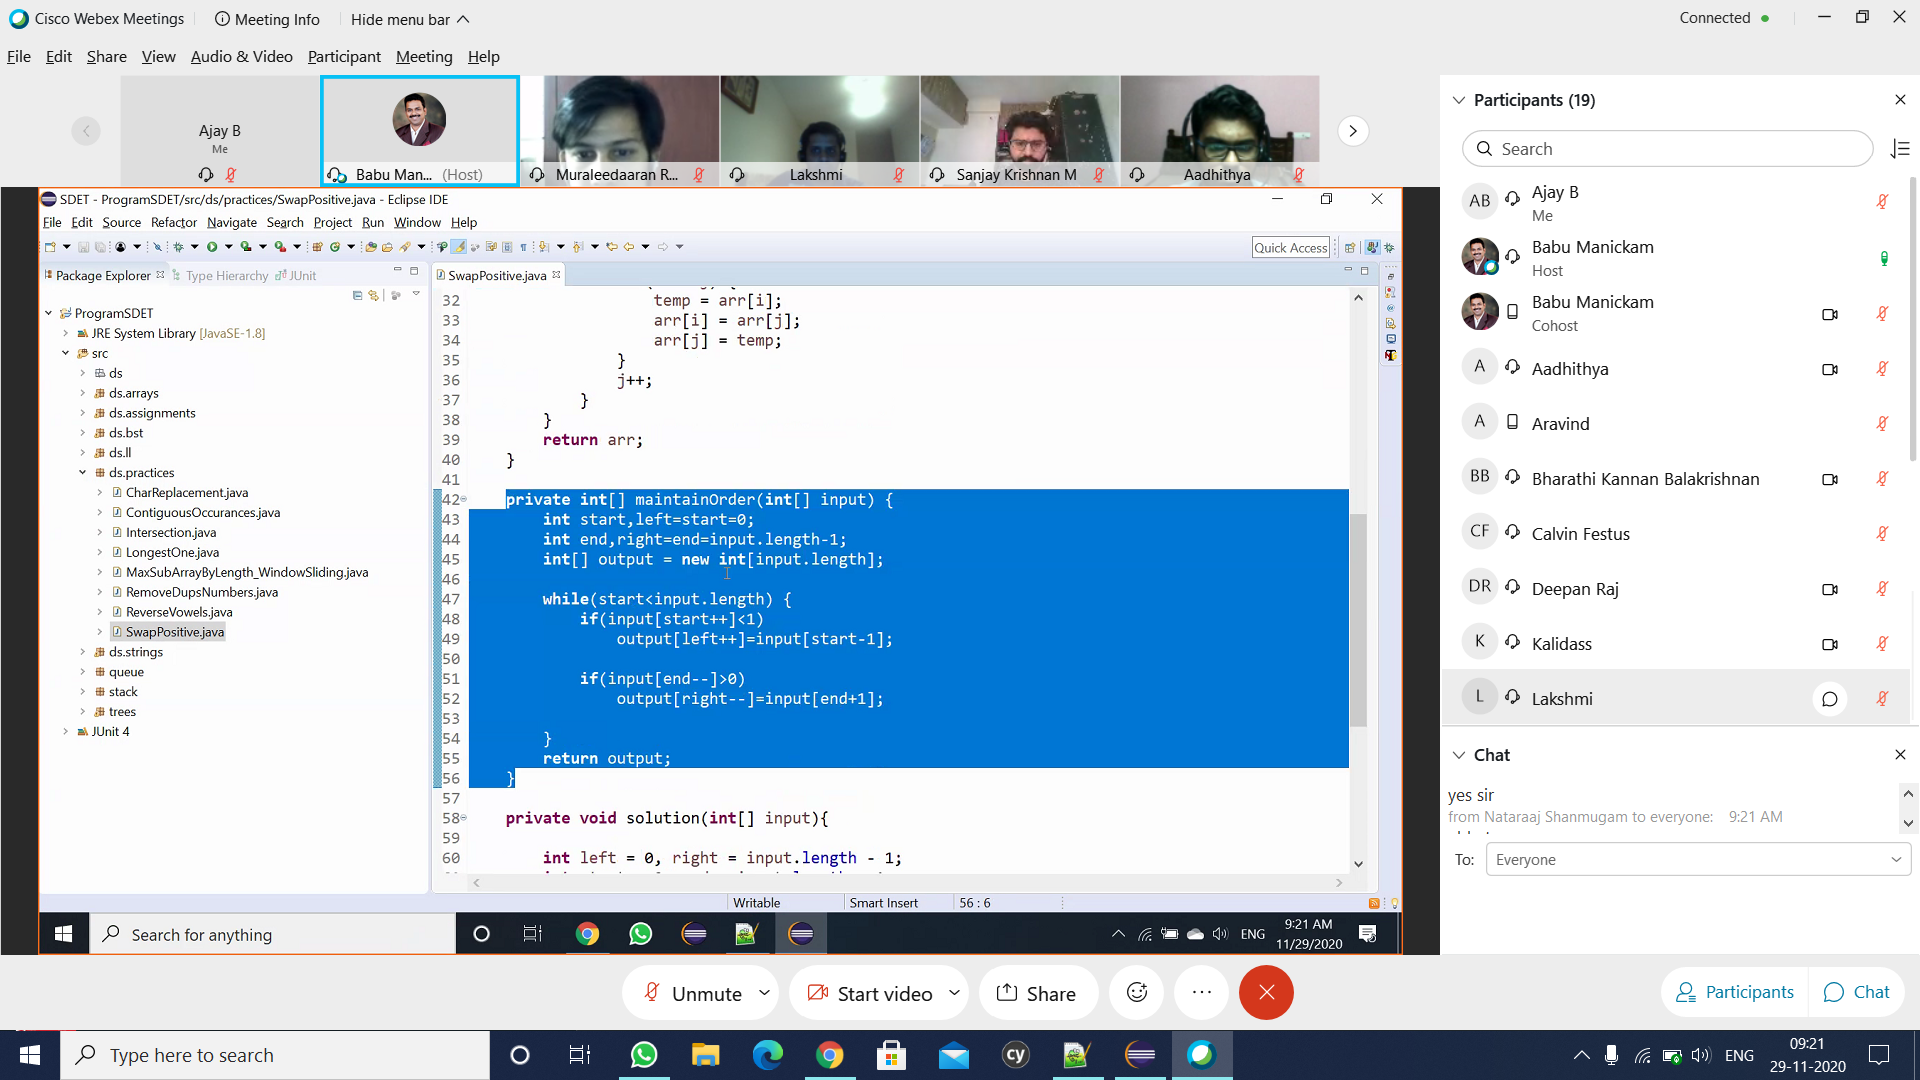 Cisco Webex Meetings
Meeting Info
Hide menu bar
Connected
File Edit Share View Audio & Video Participant Meeting Help
Ajay B
Me
Babu Man... (Host)
Muraleedaaran R...
Lakshmi
Sanjay Krishnan M
Aadhithya
SDET - ProgramSDET/src/ds/practices/SwapPositive.java - Eclipse IDE
File Edit Source Refactor Navigate Search Project Run Window Help
Quick Access
Package Explorer
Type Hierarchy
JUnit
ProgramSDET
JRE System Library [JavaSE-1.8]
src
ds
ds.arrays
ds.assignments
ds.bst
ds.ll
ds.practices
CharReplacement.java
ContiguousOccurances.java
Intersection.java
LongestOne.java
MaxSubArrayByLength_WindowSliding.java
RemoveDupsNumbers.java
ReverseVowels.java
SwapPositive.java
ds.strings
queue
stack
trees
JUnit 4
SwapPositive.java
32 temp = arr[i];
33 arr[i] = arr[j];
34 arr[j] = temp;
35 }
36 j++;
37 }
38 }
39 return arr;
40 }
41
42 private int[] maintainOrder(int[] input) {
43 int start,left=start=0;
44 int end,right=end=input.length-1;
45 int[] output = new int[input.length];
46
47 while(start<input.length) {
48 if(input[start++]<1)
49 output[left++]=input[start-1];
50
51 if(input[end--]>0)
52 output[right--]=input[end+1];
53
54 }
55 return output;
56 }
57
58 private void solution(int[] input){
59
60 int left = 0, right = input.length - 1;
Writable
Smart Insert
56 : 6
Search for anything
ENG
9:21 AM
11/29/2020
Participants (19)
Search
AB Ajay B
Me
Babu Manickam
Host
Babu Manickam
Cohost
A Aadhithya
A Aravind
BB Bharathi Kannan Balakrishnan
CF Calvin Festus
DR Deepan Raj
K Kalidass
L Lakshmi
Chat
yes sir
from Nataraaj Shanmugam to everyone: 9:21 AM
To: Everyone
Unmute
Start video
Share
Participants
Chat
Type here to search
cy
ENG
09:21
29-11-2020